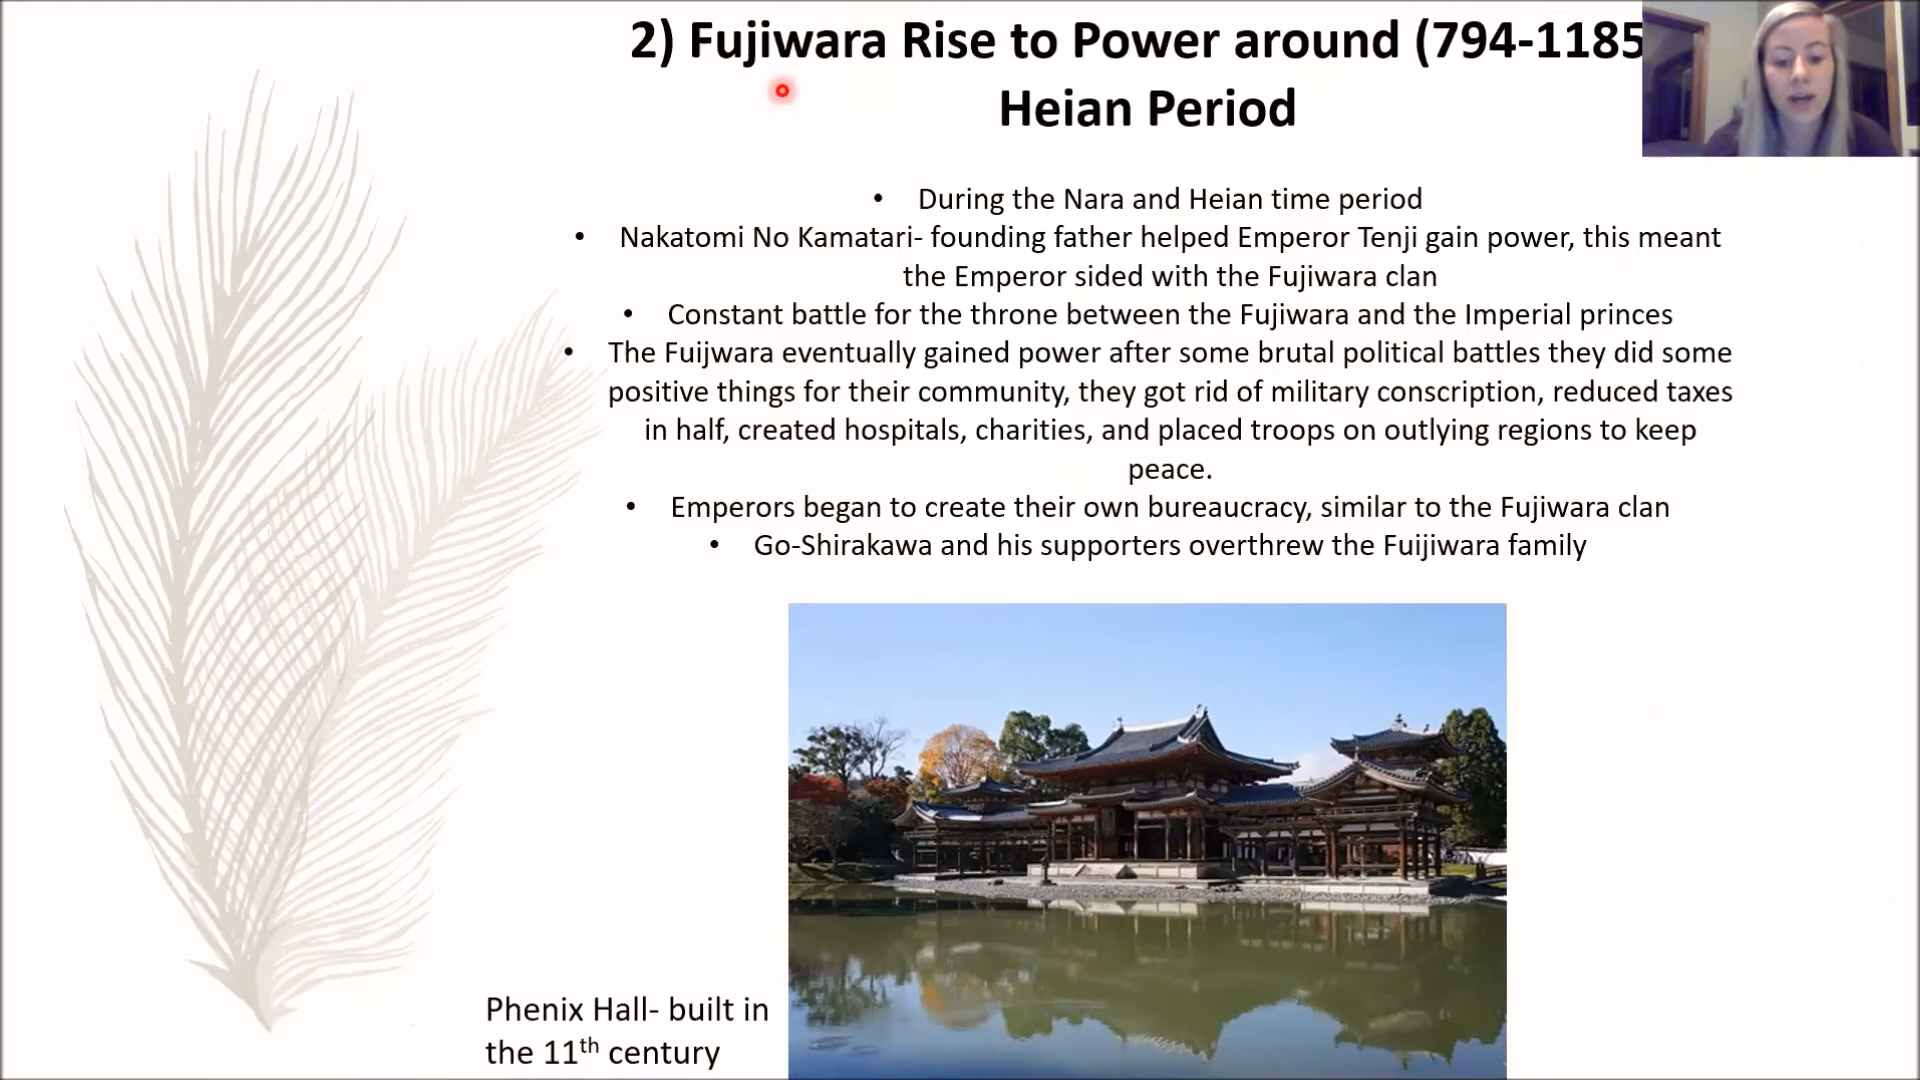 2) Fujiwara Rise to Power around (794-1185
Heian Period
• During the Nara and Heian time period
• Nakatomi No Kamatari- founding father helped Emperor Tenji gain power, this meant
the Emperor sided with the Fujiwara clan
• Constant battle for the throne between the Fujiwara and the Imperial princes
• The Fuijwara eventually gained power after some brutal political battles they did some
positive things for their community, they got rid of military conscription, reduced taxes
in half, created hospitals, charities, and placed troops on outlying regions to keep
peace.
• Emperors began to create their own bureaucracy, similar to the Fujiwara clan
• Go-Shirakawa and his supporters overthrew the Fuijiwara family
Phenix Hall- built in
the 11th century